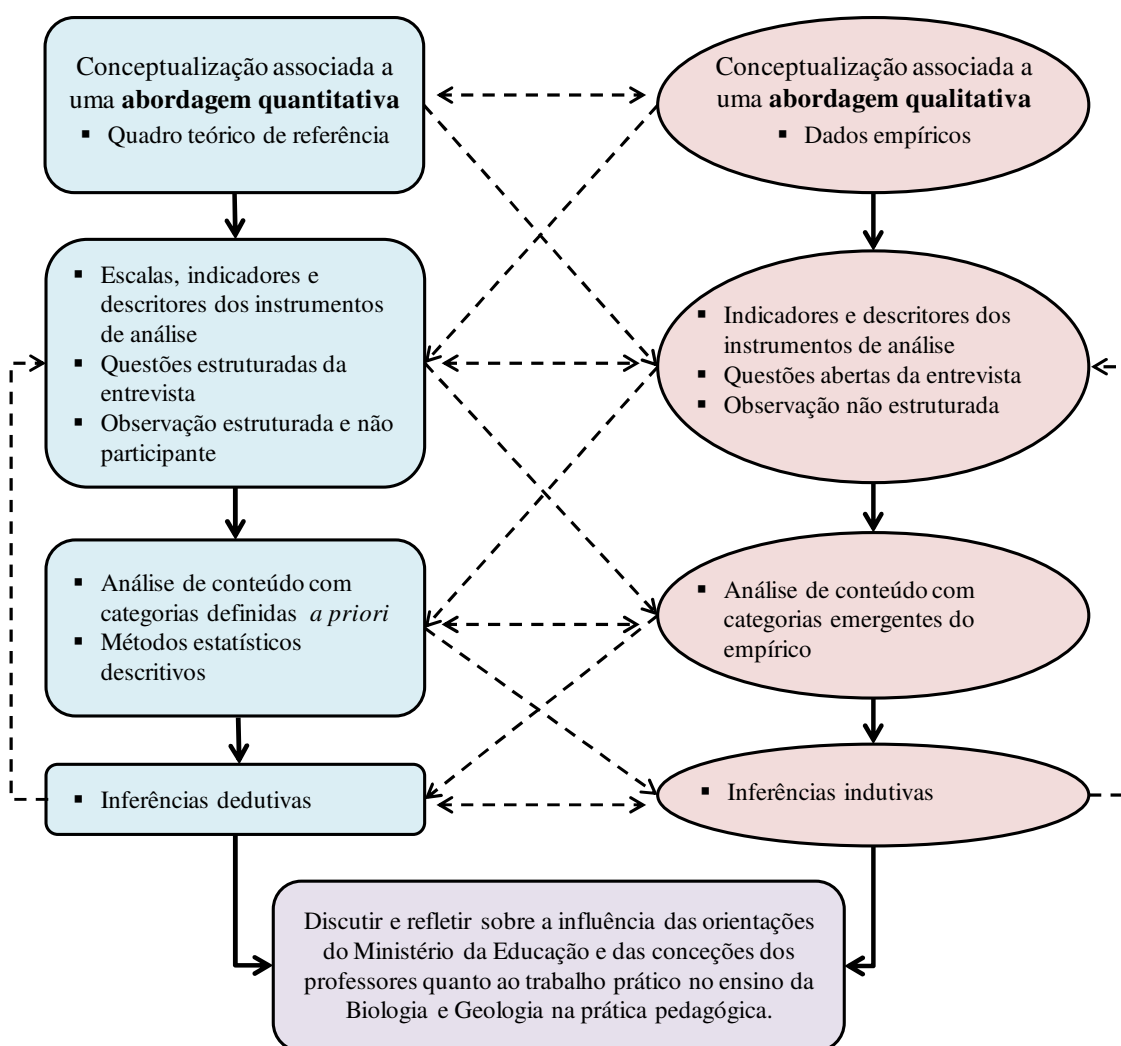 Conceptualização associada a
uma abordagem quantitativa
▪ Quadro teórico de referência
Conceptualização associada a
uma abordagem qualitativa
▪ Dados empíricos
▪ Escalas, indicadores e
descritores dos instrumentos
de análise
▪ Questões estruturadas da
entrevista
▪ Observação estruturada e não
participante
▪ Indicadores e descritores dos
instrumentos de análise
▪ Questões abertas da entrevista
▪ Observação não estruturada
▪ Análise de conteúdo com
categorias definidas a priori
▪ Métodos estatísticos
descritivos
▪ Análise de conteúdo com
categorias emergentes do
empírico
▪ Inferências dedutivas
▪ Inferências indutivas
Discutir e refletir sobre a influência das orientações
do Ministério da Educação e das conceções dos
professores quanto ao trabalho prático no ensino da
Biologia e Geologia na prática pedagógica.